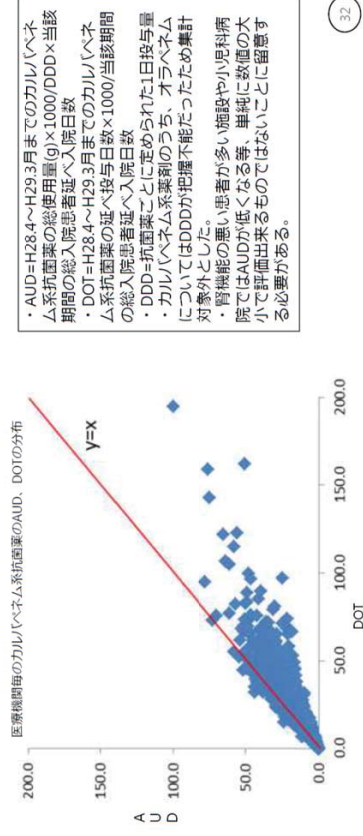 医療機関毎のカルバペネム系抗菌薬のAUD、DOTの分布
200.0
150.0
100.0
50.0
0.0
AUD
y=x
0.0 50.0 100.0 150.0 200.0
DOT
・AUD=H28.4～H29.3月までのカルバペネ
ム系抗菌薬の総使用量(g)×1000/DDD×当該
期間の総入院患者延べ入院日数
・DOT=H28.4～H29.3月までのカルバペネ
ム系抗菌薬の延べ投与日数×1000/当該期間
の総入院患者延べ入院日数
・DDD=抗菌薬ごとに定められた1日投与量
・カルバペネム系薬剤のうち、オラペネム
についてはDDDが把握不能だったため集計
対象外とした。
・腎機能の悪い患者が多い施設や小児科病
院ではAUDが低くなる等、単純に数値の大
小で評価出来るものではないことに留意す
る必要がある。
32